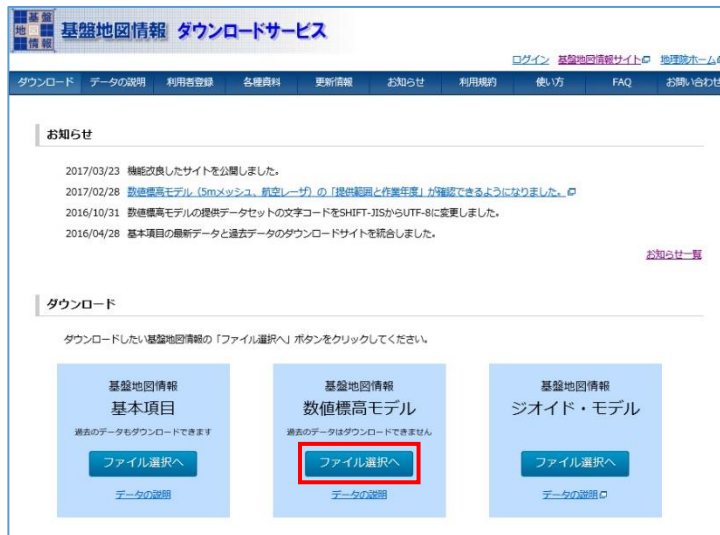 基盤地図情報
基盤地図情報 ダウンロードサービス
ログイン 基盤地図情報サイト 地理院ホーム
ダウンロード データの説明 利用者登録 各種資料 更新情報 お知らせ 利用規約 使い方 FAQ お問い合わせ
お知らせ
2017/03/23 機能改良したサイトを公開しました。
2017/02/28 数値標高モデル（5mメッシュ、航空レーザ）の「提供範囲と作業年度」が確認できるようになりました。
2016/10/31 数値標高モデルの提供データセットの文字コードをSHIFT-JISからUTF-8に変更しました。
2016/04/28 基本項目の最新データと過去データのダウンロードサイトを統合しました。
お知らせ一覧
ダウンロード
ダウンロードしたい基盤地図情報の「ファイル選択へ」ボタンをクリックしてください。
基盤地図情報
基本項目
過去のデータもダウンロードできます
ファイル選択へ
データの説明
基盤地図情報
数値標高モデル
過去のデータはダウンロードできません
ファイル選択へ
データの説明
基盤地図情報
ジオイド・モデル
ファイル選択へ
データの説明